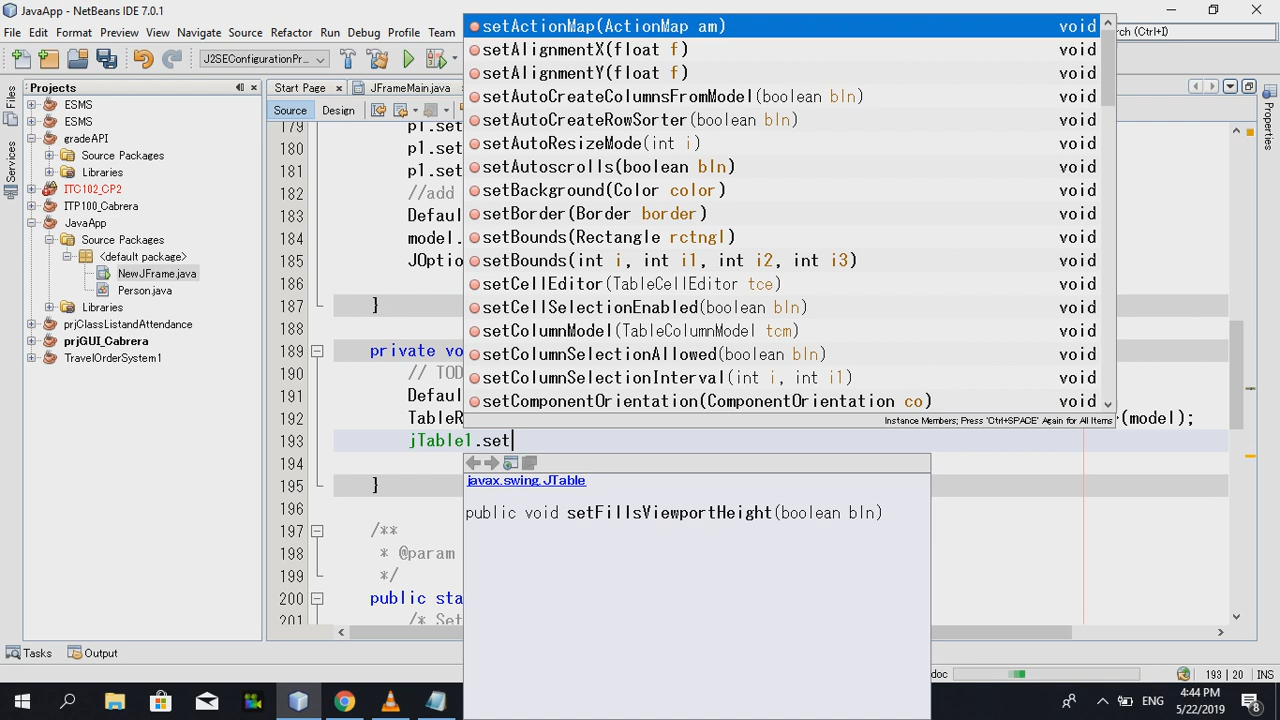 JavaApp - NetBeans IDE 7.0.1
File Edit View Navigate Source Refactor Run Debug Profile Team
rch (Ctrl+I)
J2SEConfigurationPr...
Projects
Start Page
JFrameMain.java
Files
Services
Properties
Source Design
ESMS
ESMS
gradeAPI
Source Packages
Libraries
ITC102_CP2
ITP100_Cabrera
JavaApp
Source Packages
<default package>
NewJFrame.java
Person.java
Libraries
prjClassListandAttendance
prjGUI_Cabrera
TravelOrderSystem1
179 p1.set
180 p1.set
181 p1.set
182 //add
183 Defaul
184 model.
185 JOptio
187 }
188
189 private vo
190 // TOD
191 Defaul
192 TableR r(model);
193 jTable1.set
194
195 }
196
197 /**
198 * @param
199 */
200 public sta
201 /* Set
setActionMap(ActionMap am) void
setAlignmentX(float f) void
setAlignmentY(float f) void
setAutoCreateColumnsFromModel(boolean bln) void
setAutoCreateRowSorter(boolean bln) void
setAutoResizeMode(int i) void
setAutoscrolls(boolean bln) void
setBackground(Color color) void
setBorder(Border border) void
setBounds(Rectangle rctngl) void
setBounds(int i, int i1, int i2, int i3) void
setCellEditor(TableCellEditor tce) void
setCellSelectionEnabled(boolean bln) void
setColumnModel(TableColumnModel tcm) void
setColumnSelectionAllowed(boolean bln) void
setColumnSelectionInterval(int i, int i1) void
setComponentOrientation(ComponentOrientation co) void
Instance Members; Press 'Ctrl+SPACE' Again for All Items
javax.swing.JTable
public void setFillsViewportHeight(boolean bln)
Tasks Output
doc
193 | 20 INS
ENG
4:44 PM
5/22/2019
8